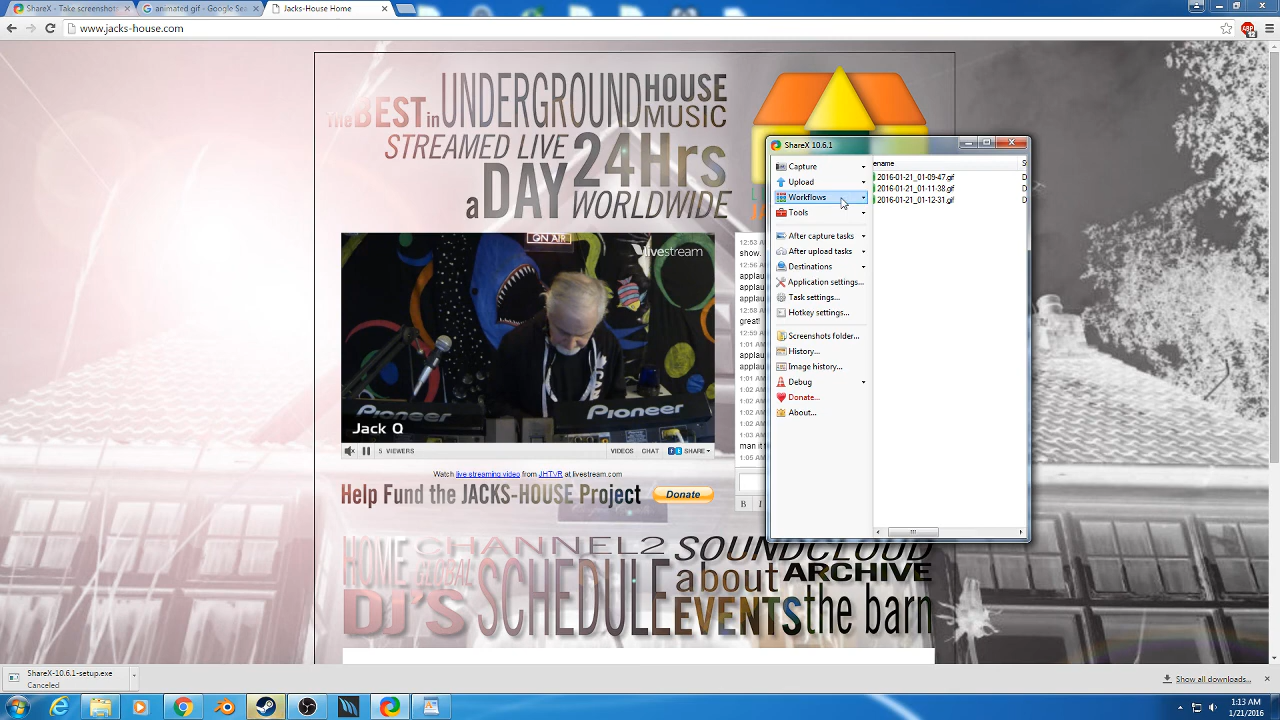 ShareX - Take screenshots
animated gif - Google Sea
Jacks-House Home
www.jacks-house.com
The BEST in UNDERGROUND HOUSE MUSIC
STREAMED LIVE 24Hrs
a DAY WORLDWIDE
ON AIR
livestream
Pioneer
Pioneer
Jack Q
5 VIEWERS
VIDEOS CHAT SHARE
Watch live streaming video from JHTVR at livestream.com
Help Fund the JACKS-HOUSE Project
Donate
12:53 A
show.
12:56
applau
applau
applau
12:58
great!
12:59
1:01 AM
applau
applau
1:02 AM
1:02 AM
1:02 AM
1:02 AM
1:03 AM
man it'
1:05 AM
B I
ShareX 10.6.1
Capture
Upload
Workflows
Tools
After capture tasks
After upload tasks
Destinations
Application settings...
Task settings...
Hotkey settings...
Screenshots folder...
History...
Image history...
Debug
Donate...
About...
ename
2016-01-21_01-09-47.gif D
2016-01-21_01-11-38.gif D
2016-01-21_01-12-31.gif D
HOME CHANNEL2 SOUNDCLOUD
GLOBAL SCHEDULE about ARCHIVE
DJ'S EVENTS the barn
ShareX-10.6.1-setup.exe
Canceled
Show all downloads...
1:13 AM
1/21/2016